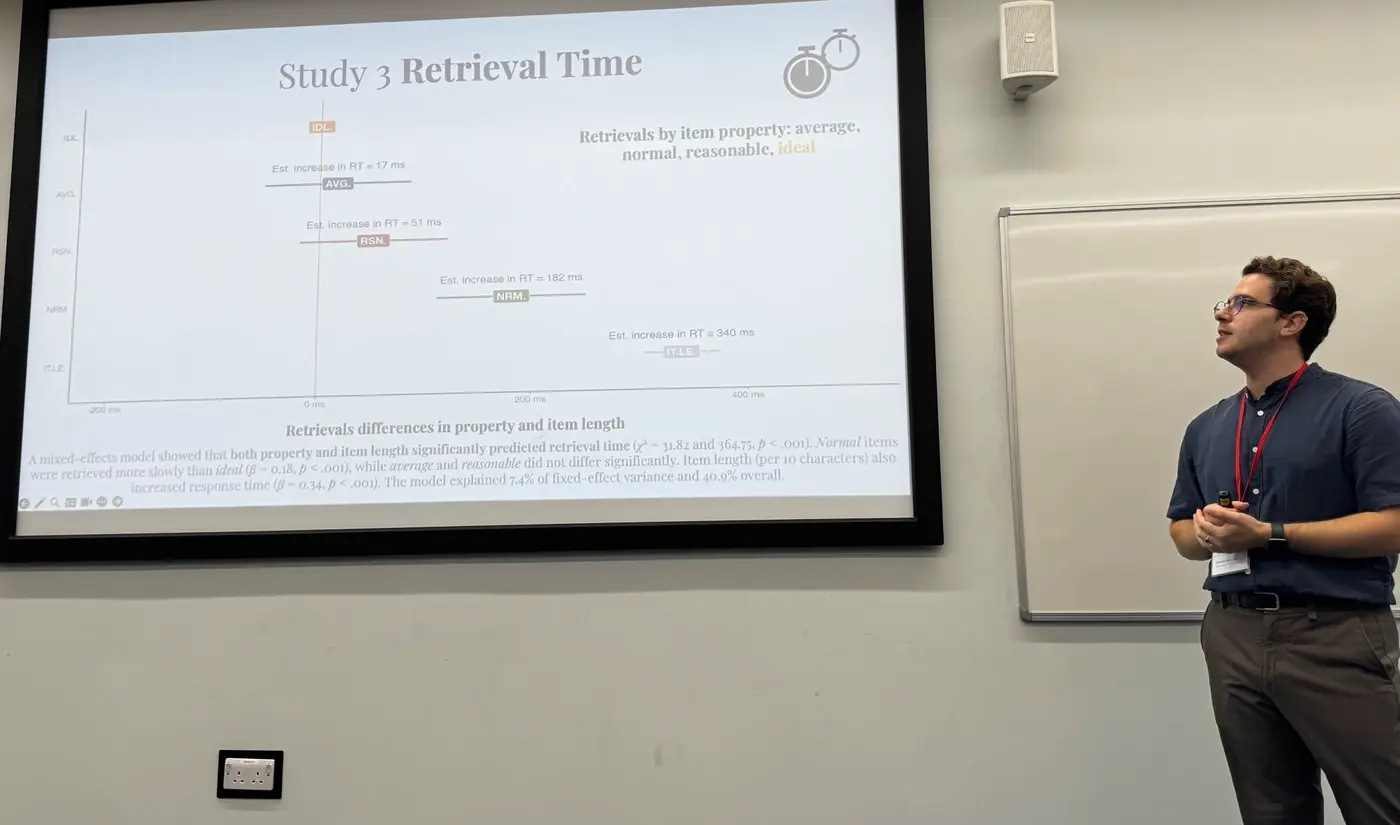 Study 3 Retrieval Time
Retrievals by item property: average,
normal, reasonable, ideal
IDL.
IDL.
Est. increase in RT = 17 ms
AVG.
AVG.
Est. increase in RT = 51 ms
RSN.
RSN.
Est. increase in RT = 182 ms
NRM.
NRM.
Est. increase in RT = 340 ms
IT.LE.
IT.LE.
-200 ms
0 ms
200 ms
400 ms
Retrievals differences in property and item length
A mixed-effects model showed that both property and item length significantly predicted retrieval time (χ² = 31.82 and 364.75, p < .001). Normal items
were retrieved more slowly than ideal (β = 0.18, p < .001), while average and reasonable did not differ significantly. Item length (per 10 characters) also
increased response time (β = 0.34, p < .001). The model explained 7.4% of fixed-effect variance and 40.9% overall.